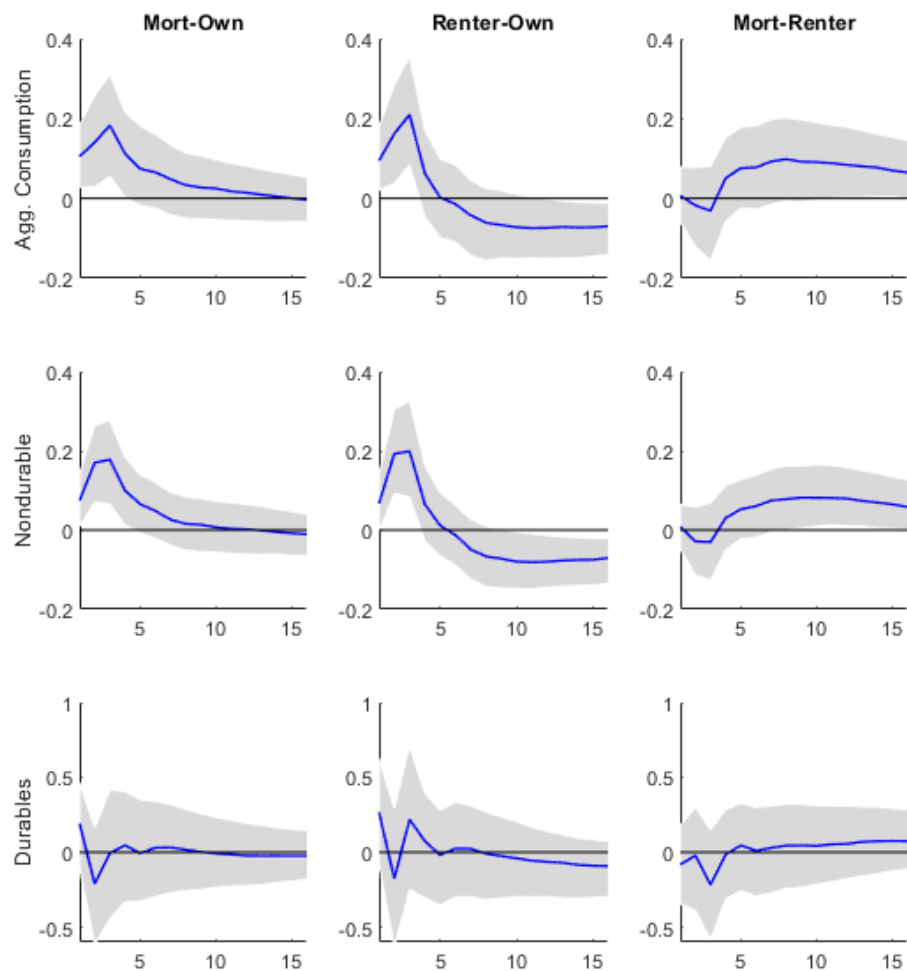 Mort-Own Renter-Own Mort-Renter
Agg. Consumption
0.4 0.4 0.4
0.2 0.2 0.2
0 0 0
-0.2 -0.2 -0.2
5 10 15 5 10 15 5 10 15
Nondurable
0.4 0.4 0.4
0.2 0.2 0.2
0 0 0
-0.2 -0.2 -0.2
5 10 15 5 10 15 5 10 15
Durables
1 1 1
0.5 0.5 0.5
0 0 0
-0.5 -0.5 -0.5
5 10 15 5 10 15 5 10 15